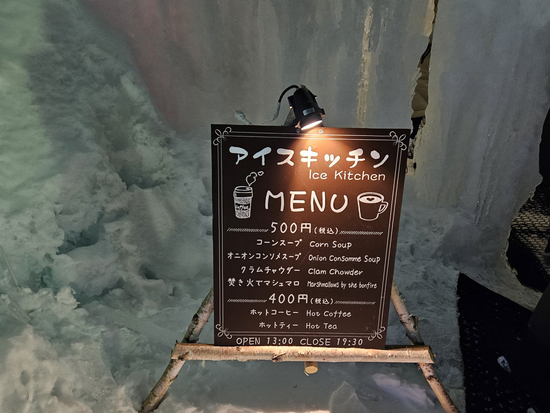 アイスキッチン
Ice Kitchen
MENU
500円(税込)
コーンスープ Corn Soup
オニオンコンソメスープ Onion Consomme Soup
クラムチャウダー Clam Chowder
焚き火でマシュマロ Marshmallows by she bonfire
400円(税込)
ホットコーヒー Hot Coffee
ホットティー Hot Tea
OPEN 13:00 CLOSE 19:30